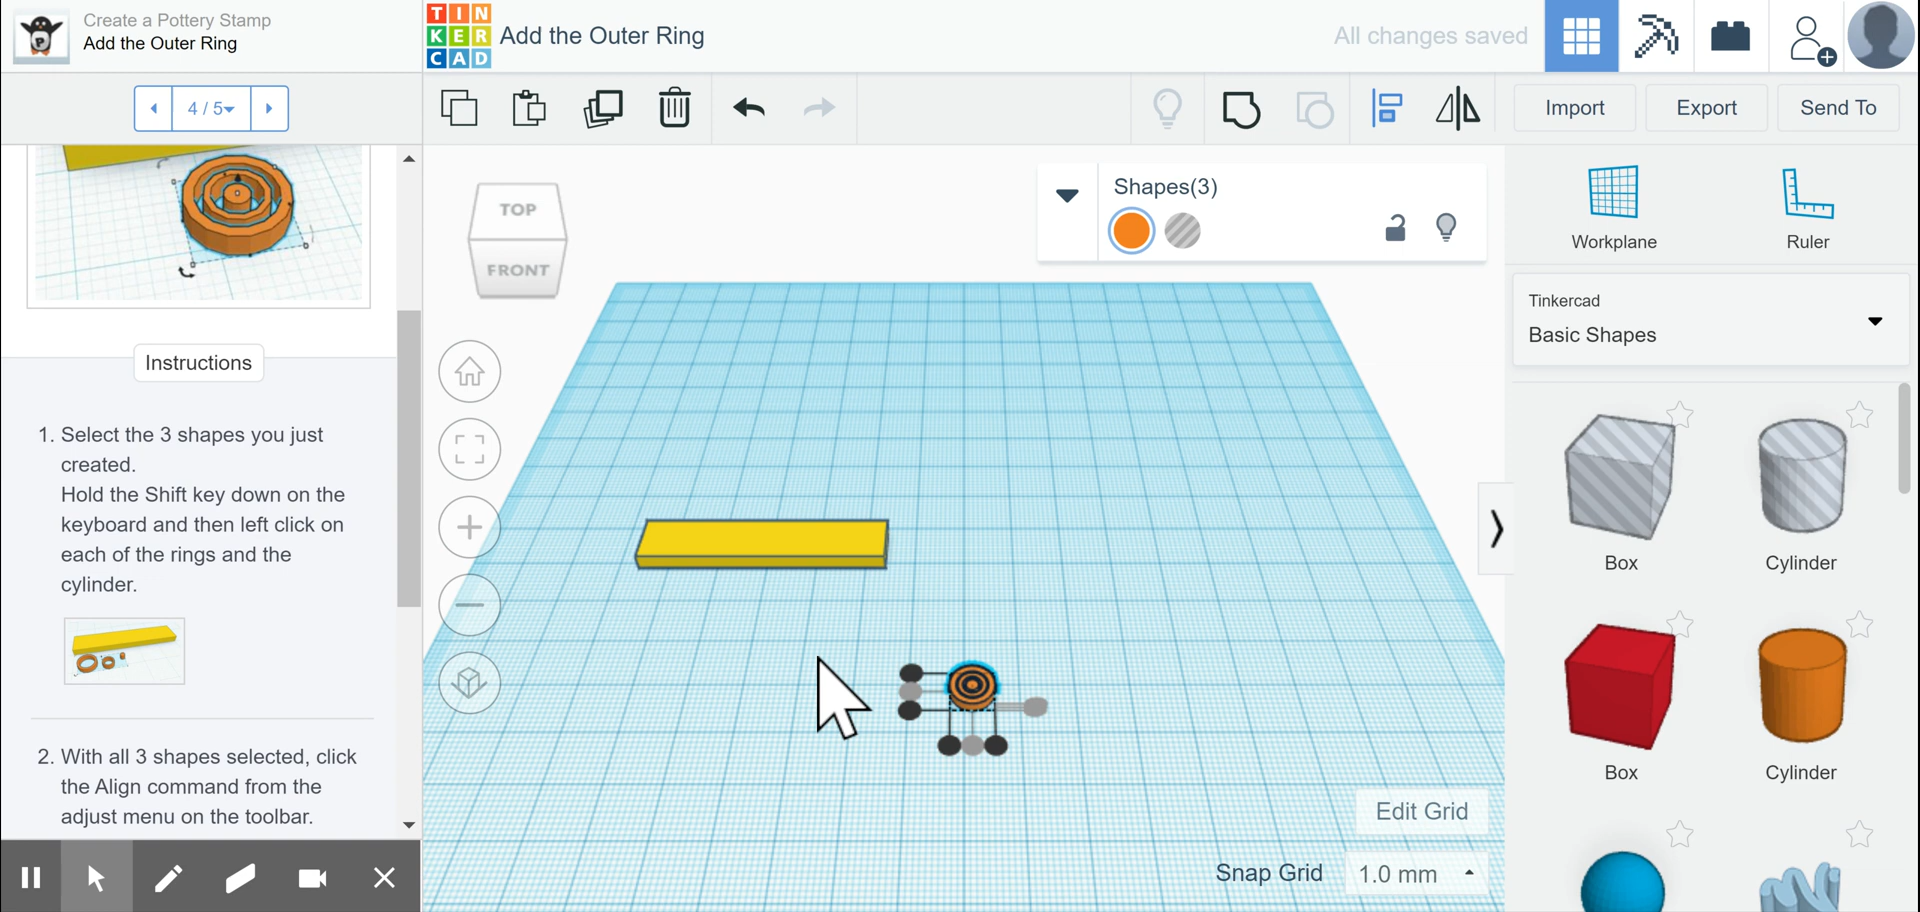 Create a Pottery Stamp
Add the Outer Ring
TIN
KER
CAD
Add the Outer Ring
All changes saved
4 / 5
Import
Export
Send To
TOP
FRONT
Shapes(3)
Workplane
Ruler
Tinkercad
Basic Shapes
Instructions
1. Select the 3 shapes you just
created.
Hold the Shift key down on the
keyboard and then left click on
each of the rings and the
cylinder.
2. With all 3 shapes selected, click
the Align command from the
adjust menu on the toolbar.
Box
Cylinder
Box
Cylinder
Edit Grid
Snap Grid
1.0 mm
P